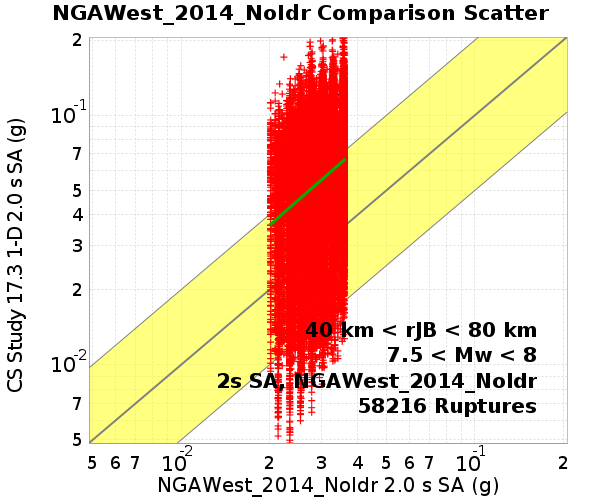 NGAWest_2014_NoIdr Comparison Scatter
CS Study 17.3 1-D 2.0 s SA (g)
2
10-1
7
5
4
3
2
10-2
7
5
40 km < rJB < 80 km
7.5 < Mw < 8
2s SA, NGAWest_2014_NoIdr
58216 Ruptures
5 6 7 10-2 2 3 4 5 6 7 10-1 2
NGAWest_2014_NoIdr 2.0 s SA (g)